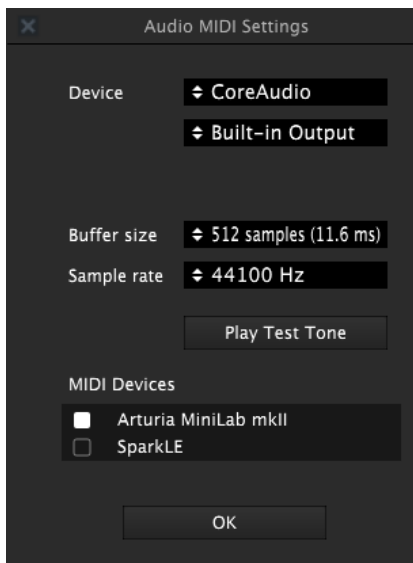 Audio MIDI Settings
Device CoreAudio
Built-in Output
Buffer size 512 samples (11.6 ms)
Sample rate 44100 Hz
Play Test Tone
MIDI Devices
Arturia MiniLab mkII
SparkLE
OK